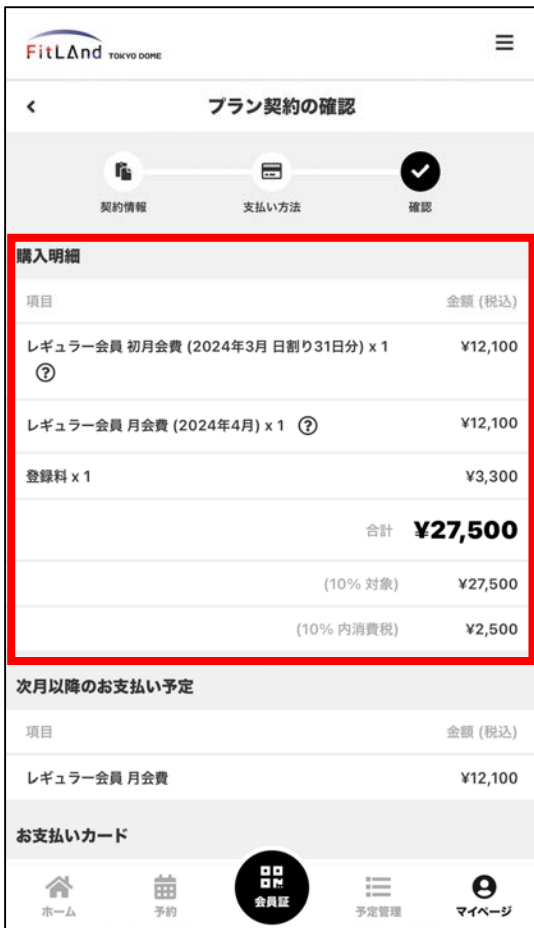 FitLAnd TOKYO DOME
プラン契約の確認
契約情報 支払い方法 確認
購入明細
項目 金額 (税込)
レギュラー会員 初月会費 (2024年3月 日割り31日分) x 1 ¥12,100
?
レギュラー会員 月会費 (2024年4月) x 1 ? ¥12,100
登録料 x 1 ¥3,300
合計 ¥27,500
(10% 対象) ¥27,500
(10% 内消費税) ¥2,500
次月以降のお支払い予定
項目 金額 (税込)
レギュラー会員 月会費 ¥12,100
お支払いカード
ホーム 予約 会員証 予定管理 マイページ